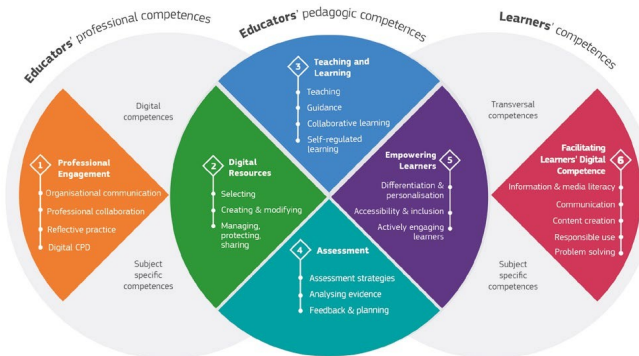 Educators' professional competences
Educators' pedagogic competences
Learners' competences
Digital
competences
Transversal
competences
Subject
specific
competences
Subject
specific
competences
1
Professional
Engagement
Organisational communication
Professional collaboration
Reflective practice
Digital CPD
2
Digital
Resources
Selecting
Creating & modifying
Managing,
protecting,
sharing
3
Teaching and
Learning
Teaching
Guidance
Collaborative learning
Self-regulated
learning
4
Assessment
Assessment strategies
Analysing evidence
Feedback & planning
5
Empowering
Learners
Differentiation &
personalisation
Accessibility & inclusion
Actively engaging
learners
6
Facilitating
Learners' Digital
Competence
Information & media literacy
Communication
Content creation
Responsible use
Problem solving